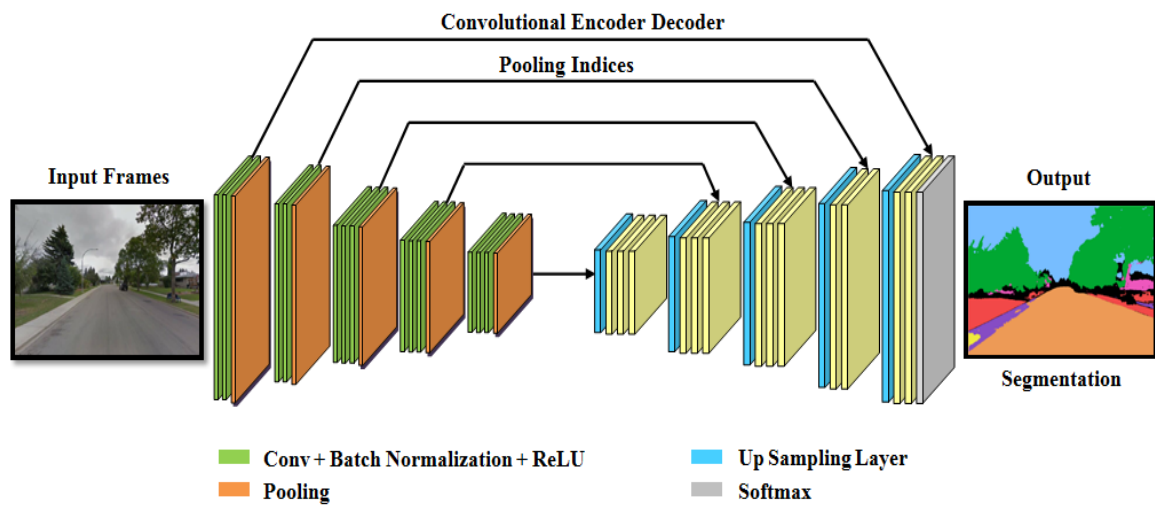 Convolutional Encoder Decoder
Pooling Indices
Input Frames
Output
Segmentation
Conv + Batch Normalization + ReLU
Up Sampling Layer
Pooling
Softmax